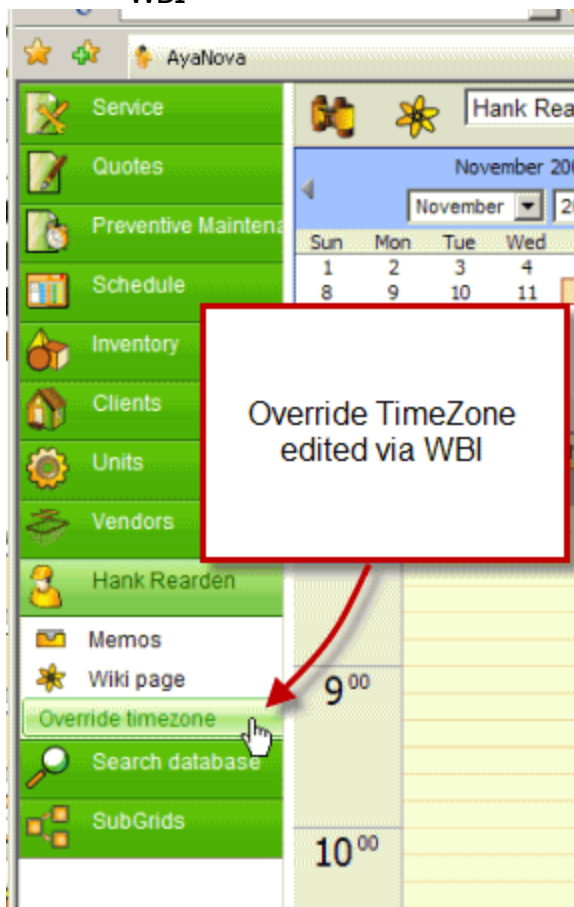 WBI
AyaNova
Service
Hank Rea
Quotes
November 200
November
Preventive Maintena
Sun Mon Tue Wed
1 2 3 4
8 9 10 11
Schedule
Inventory
Clients
Units
Vendors
Override TimeZone
edited via WBI
Hank Rearden
Memos
Wiki page
Override timezone
Search database
SubGrids
9 00
10 00